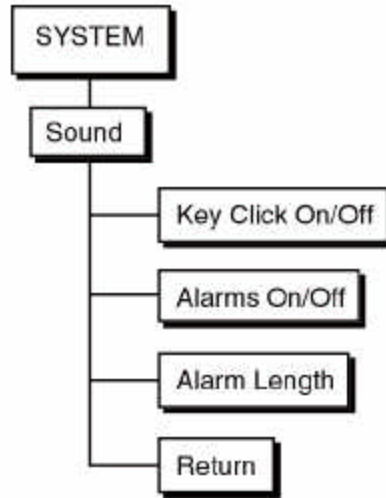 SYSTEM
Sound
Key Click On/Off
Alarms On/Off
Alarm Length
Return